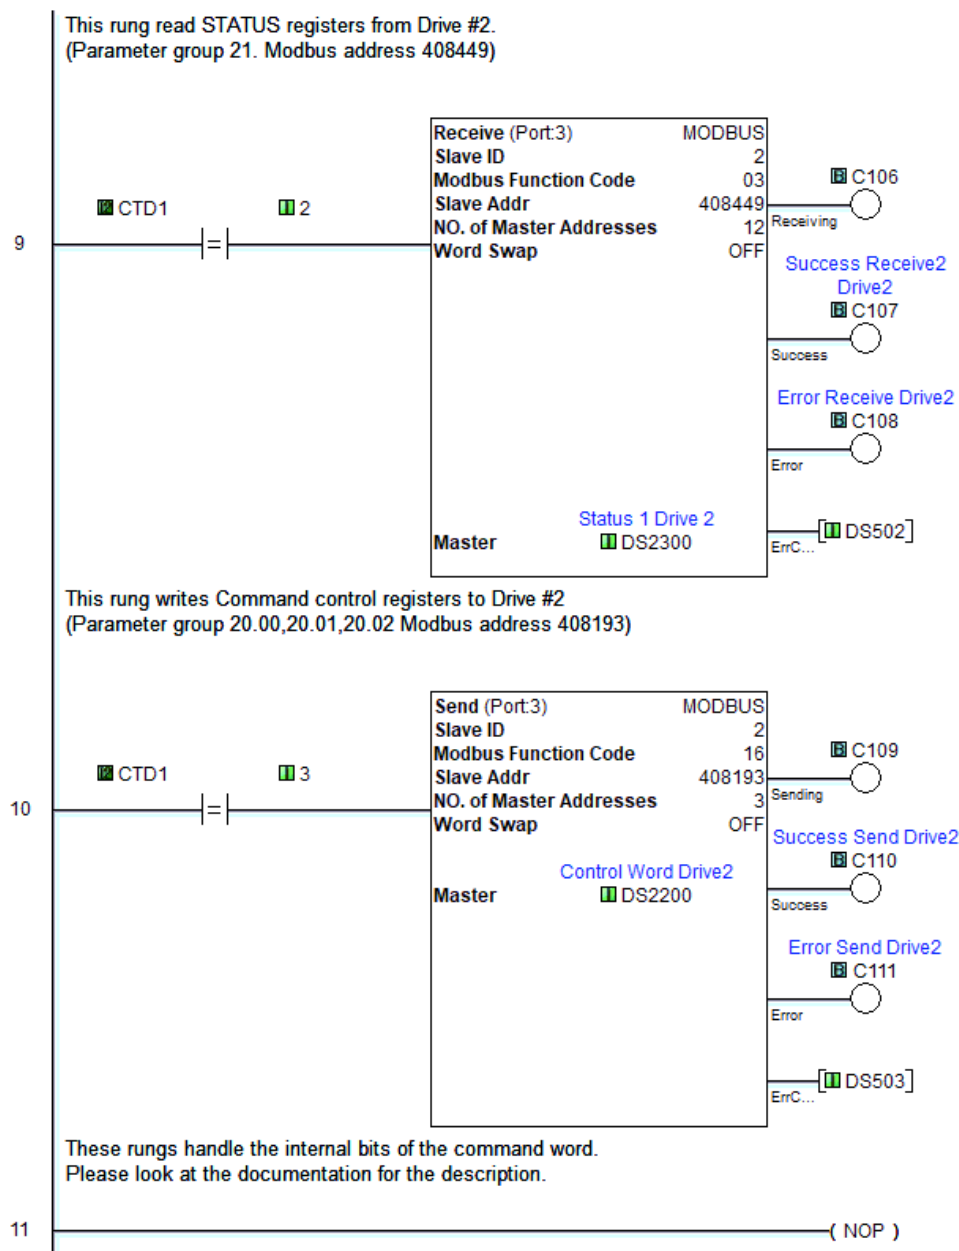 This rung read STATUS registers from Drive #2.
(Parameter group 21. Modbus address 408449)
Receive (Port:3) MODBUS
Slave ID 2
Modbus Function Code 03
Slave Addr 408449
NO. of Master Addresses 12
Word Swap OFF
CTD1 2
9
C106
Receiving
Success Receive2
Drive2
C107
Success
Error Receive Drive2
C108
Error
Status 1 Drive 2
Master DS2300
DS502
ErrC...
This rung writes Command control registers to Drive #2
(Parameter group 20.00,20.01,20.02 Modbus address 408193)
Send (Port:3) MODBUS
Slave ID 2
Modbus Function Code 16
Slave Addr 408193
NO. of Master Addresses 3
Word Swap OFF
CTD1 3
10
C109
Sending
Success Send Drive2
C110
Success
Control Word Drive2
Master DS2200
Error Send Drive2
C111
Error
DS503
ErrC...
These rungs handle the internal bits of the command word.
Please look at the documentation for the description.
11
( NOP )